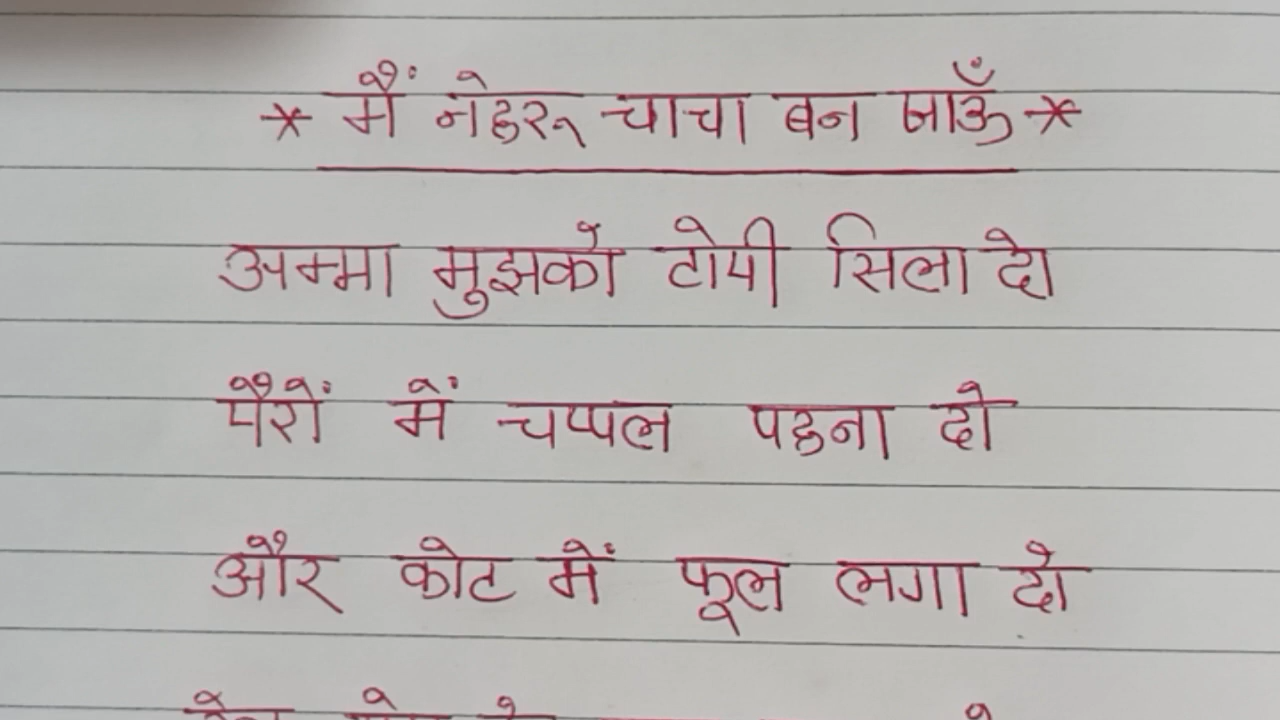 * मैं नेहरू चाचा बन जाऊँ *
अम्मा मुझको टोपी सिला दो
पैरों में चप्पल पहना दो
और कोट में फूल लगा दो